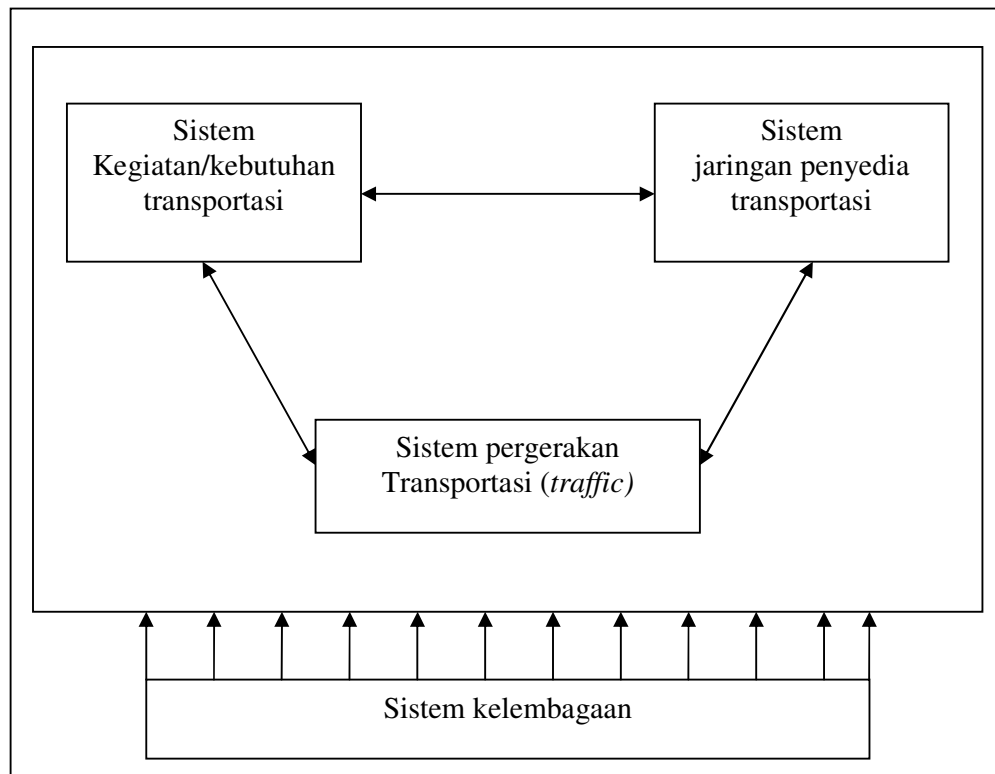 Sistem
Kegiatan/kebutuhan
transportasi
Sistem
jaringan penyedia
transportasi
Sistem pergerakan
Transportasi (traffic)
Sistem kelembagaan